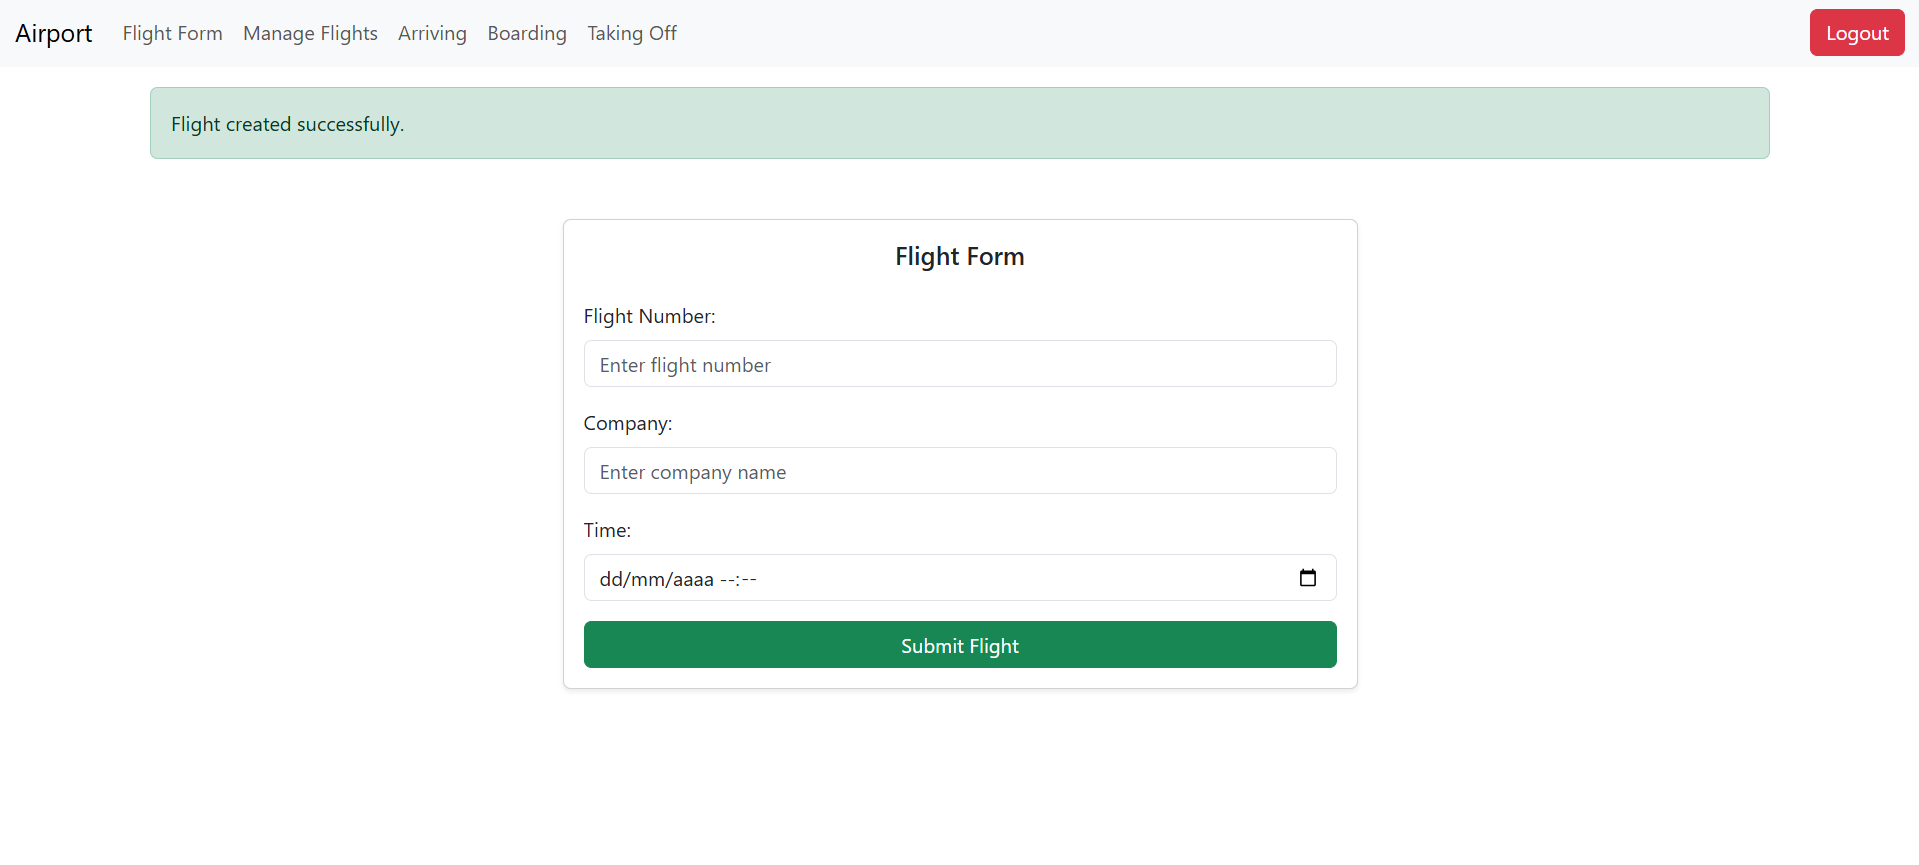 Airport Flight Form Manage Flights Arriving Boarding Taking Off Logout
Flight created successfully.
Flight Form
Flight Number:
Enter flight number
Company:
Enter company name
Time:
dd/mm/aaaa --:--
Submit Flight